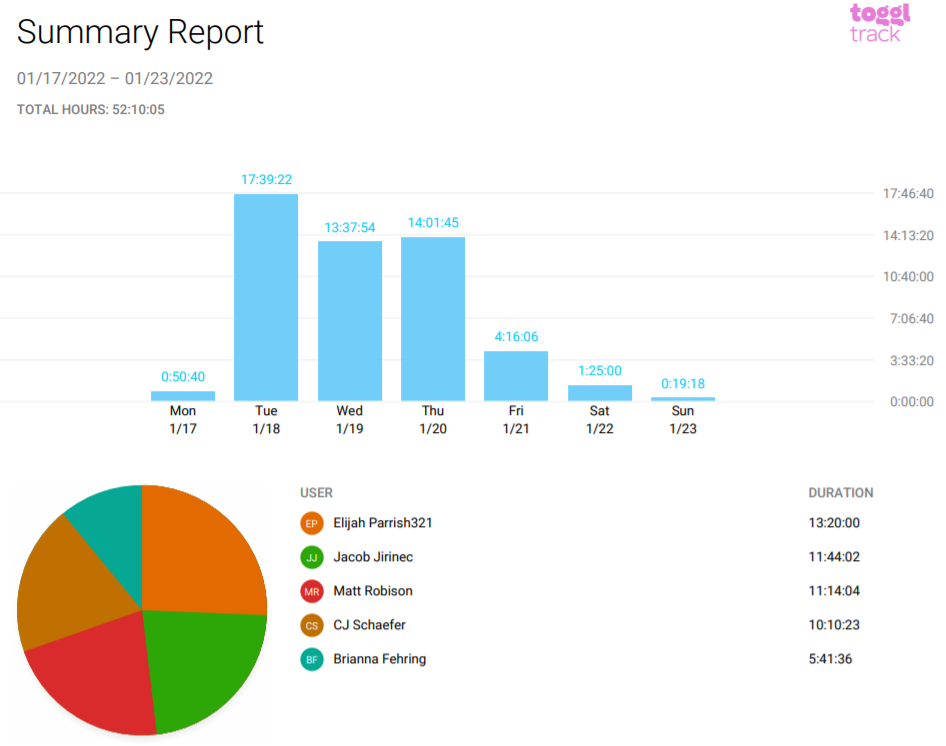 Summary Report
toggl
track
01/17/2022 – 01/23/2022
TOTAL HOURS: 52:10:05
17:39:22
17:46:40
13:37:54
14:01:45
14:13:20
10:40:00
7:06:40
4:16:06
3:33:20
0:50:40
1:25:00
0:19:18
0:00:00
Mon Tue Wed Thu Fri Sat Sun
1/17 1/18 1/19 1/20 1/21 1/22 1/23
USER DURATION
EP Elijah Parrish321 13:20:00
JJ Jacob Jirinec 11:44:02
MR Matt Robison 11:14:04
CS CJ Schaefer 10:10:23
BF Brianna Fehring 5:41:36